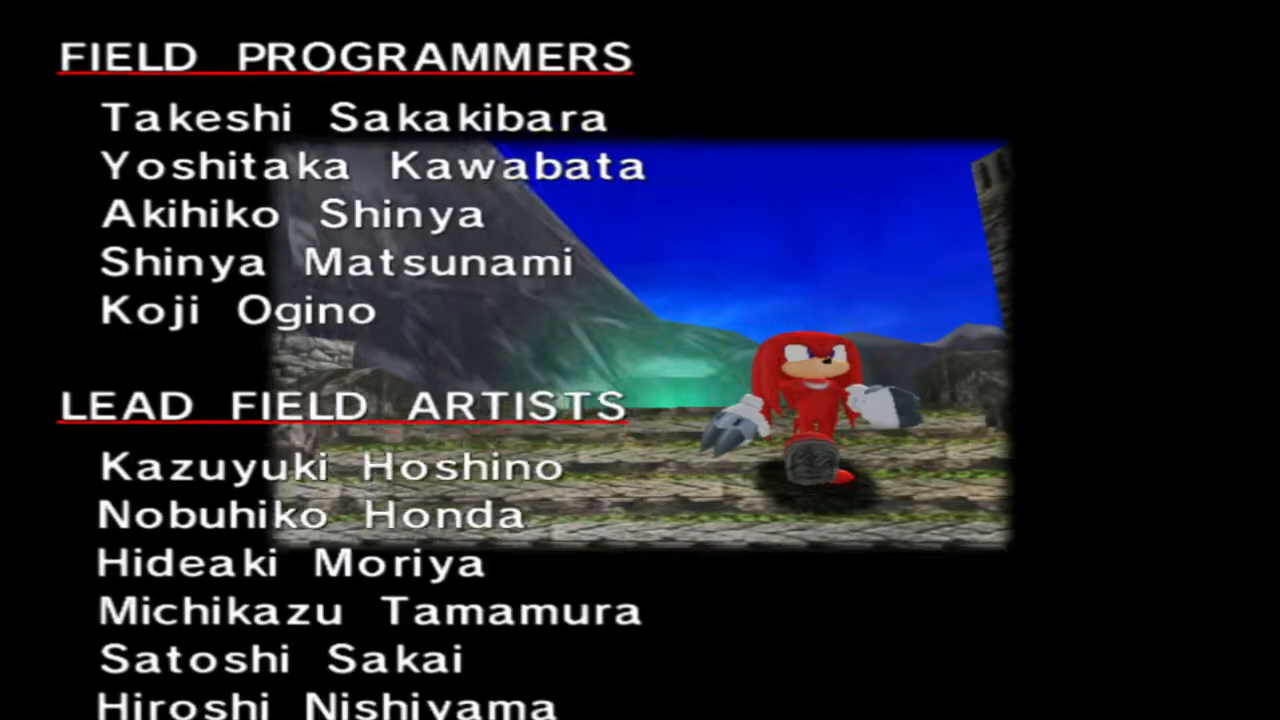 FIELD PROGRAMMERS
Takeshi Sakakibara
Yoshitaka Kawabata
Akihiko Shinya
Shinya Matsunami
Koji Ogino
LEAD FIELD ARTISTS
Kazuyuki Hoshino
Nobuhiko Honda
Hideaki Moriya
Michikazu Tamamura
Satoshi Sakai
Hiroshi Nishiyama